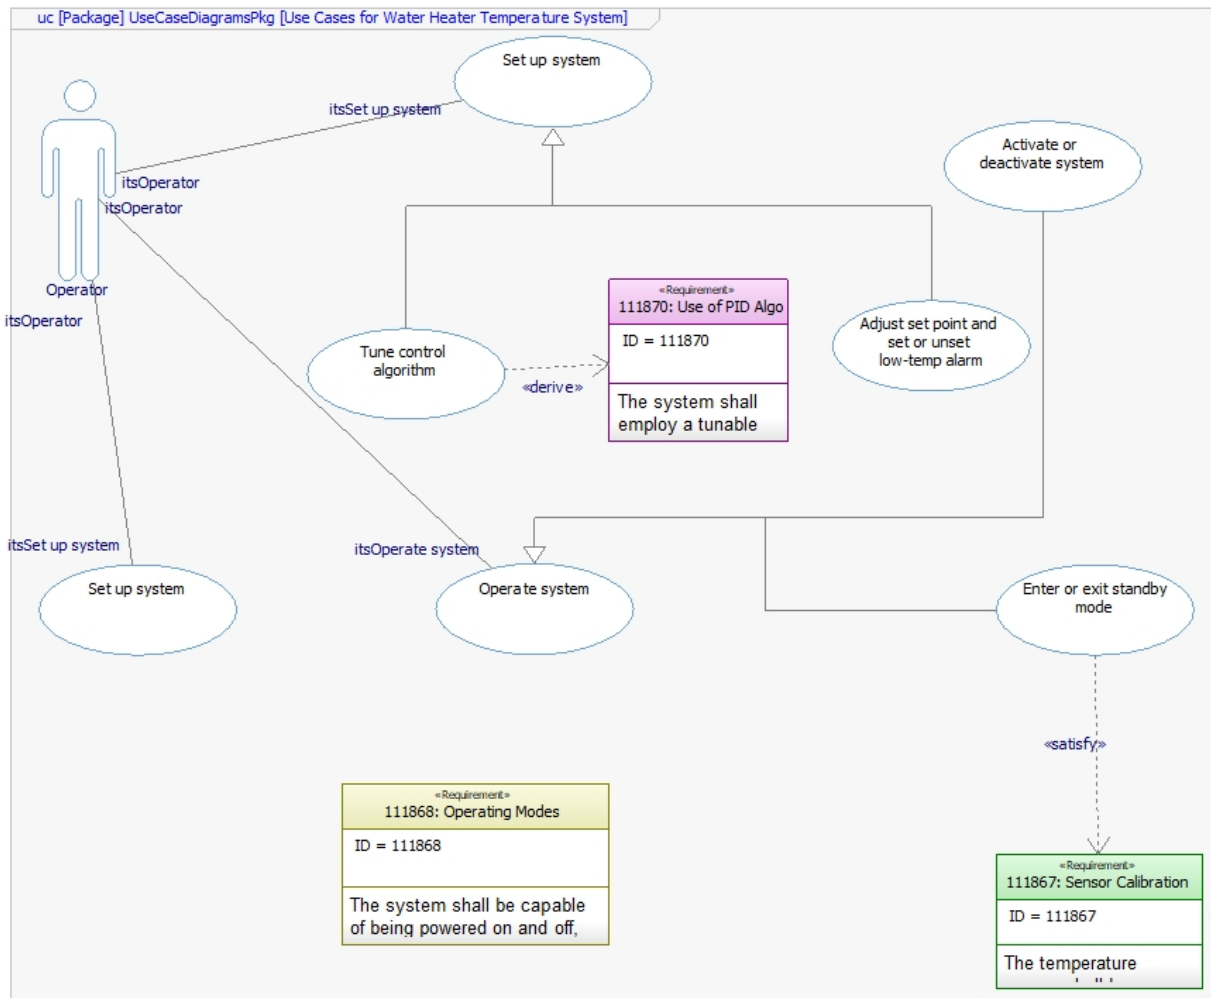 uc [Package] UseCaseDiagramsPkg [Use Cases for Water Heater Temperature System]
Set up system
itsSet up system
Activate or
deactivate system
itsOperator
itsOperator
Operator
itsOperator
«Requirement»
111870: Use of PID Algo
ID = 111870
The system shall
employ a tunable
Adjust set point and
set or unset
low-temp alarm
Tune control
algorithm
«derive»
itsSet up system
itsOperate system
Set up system
Operate system
Enter or exit standby
mode
«satisfy»
«Requirement»
111868: Operating Modes
ID = 111868
The system shall be capable
of being powered on and off,
«Requirement»
111867: Sensor Calibration
ID = 111867
The temperature